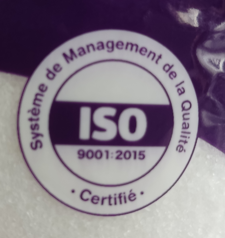 Système de Management de la Qualité
ISO
9001:2015
· Certifié ·